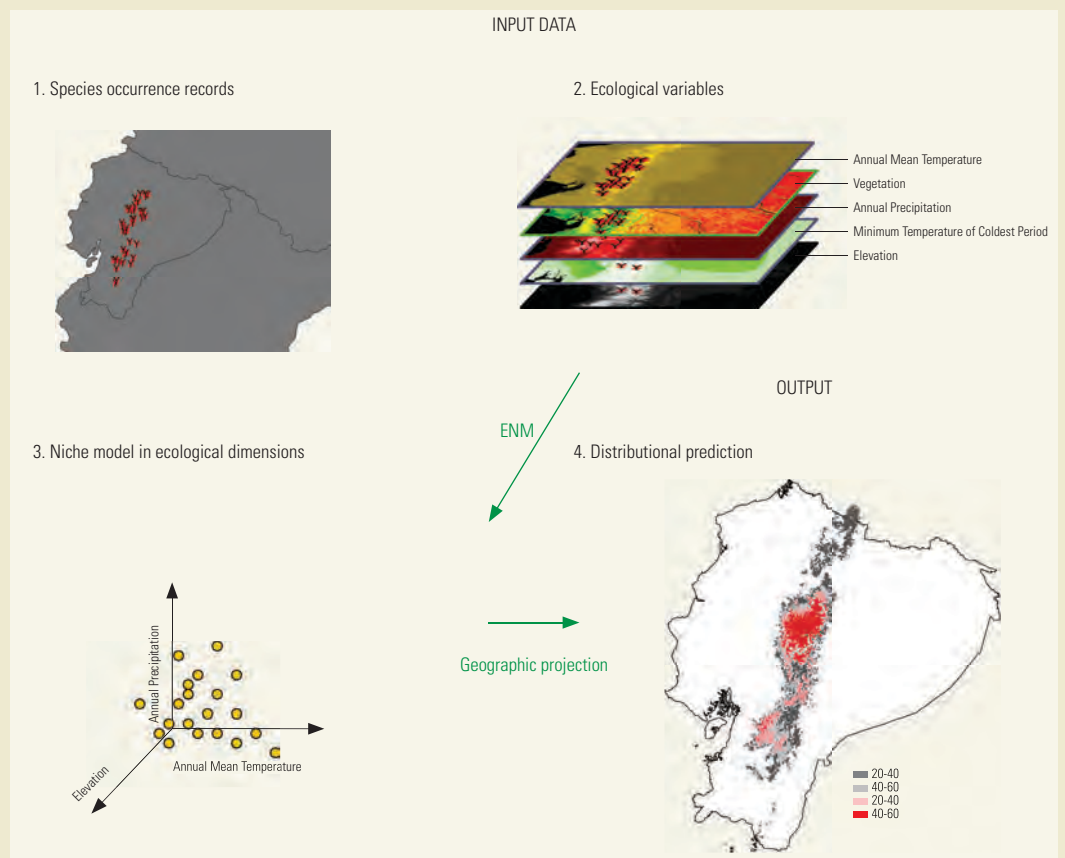 INPUT DATA
1. Species occurrence records
2. Ecological variables
Annual Mean Temperature
Vegetation
Annual Precipitation
Minimum Temperature of Coldest Period
Elevation
OUTPUT
ENM
3. Niche model in ecological dimensions
4. Distributional prediction
Annual Precipitation
Annual Mean Temperature
Elevation
Geographic projection
20-40
40-60
20-40
40-60